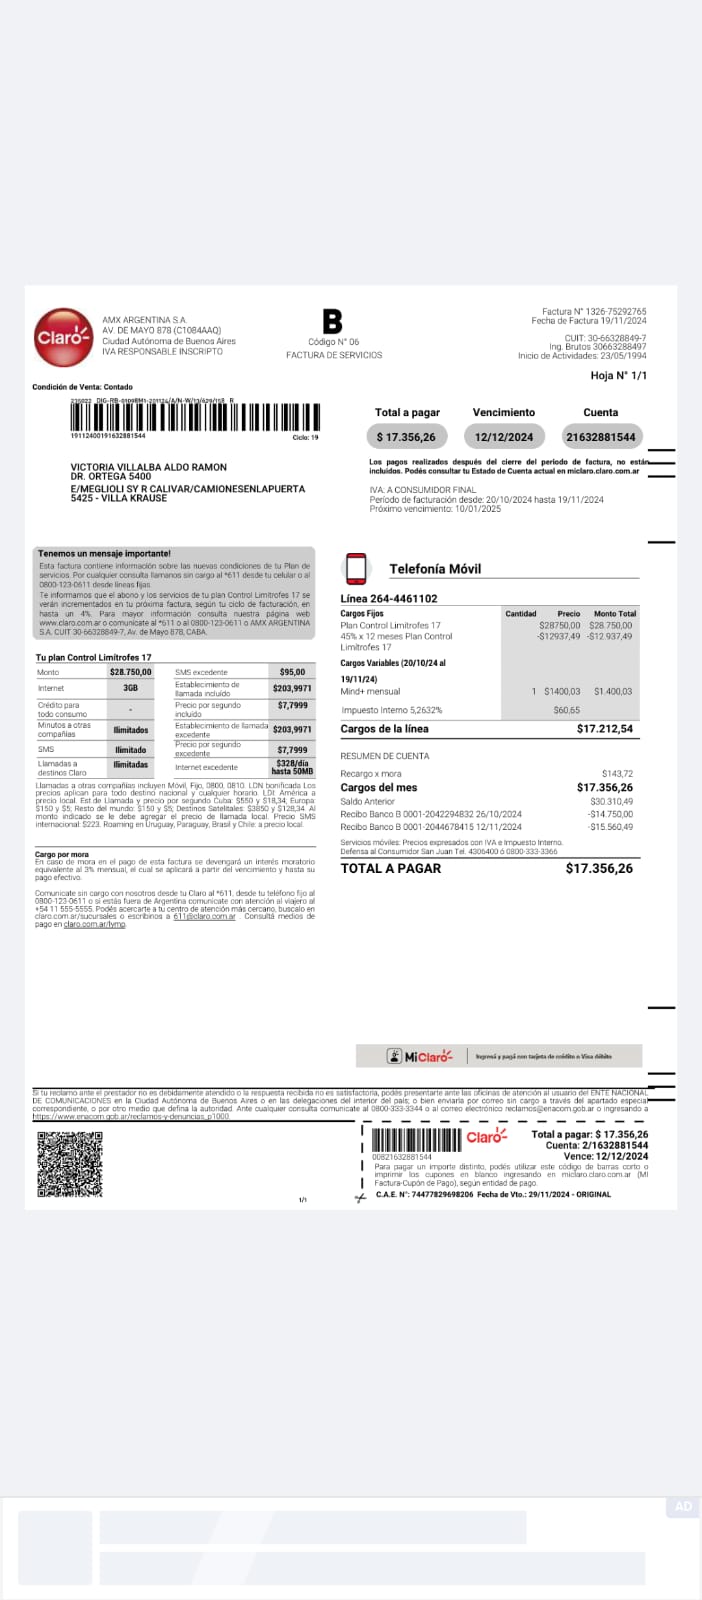 Claro
AMX ARGENTINA S.A.
AV. DE MAYO 878 (C1084AAQ)
Ciudad Autónoma de Buenos Aires
IVA RESPONSABLE INSCRIPTO
B
Código N° 06
FACTURA DE SERVICIOS
Factura N° 1326-75292765
Fecha de Factura 19/11/2024
CUIT: 30-66328849-7
Ing. Brutos 30663288497
Inicio de Actividades: 23/05/1994
Hoja N° 1/1
Condición de Venta: Contado
19112400191632881544
Ciclo: 19
Total a pagar Vencimiento Cuenta
$ 17.356,26 12/12/2024 21632881544
Los pagos realizados después del cierre del periodo de factura, no están
incluidos. Podés consultar tu Estado de Cuenta actual en miclaro.claro.com.ar
VICTORIA VILLALBA ALDO RAMON
DR. ORTEGA 5400
E/MEGLIOLI SY R CALIVAR/CAMIONESENLAPUERTA
5425 - VILLA KRAUSE
IVA: A CONSUMIDOR FINAL
Período de facturación desde: 20/10/2024 hasta 19/11/2024
Próximo vencimiento: 10/01/2025
Tenemos un mensaje importante!
Esta factura contiene información sobre las nuevas condiciones de tu Plan de
servicios. Por cualquier consulta llamanos sin cargo al *611 desde tu celular o al
0800-123-0611 desde líneas fijas.
Te informamos que el abono y los servicios de tu plan Control Limítrofes 17 se
verán incrementados en tu próxima factura, según tu ciclo de facturación, en
hasta un 4%. Para mayor información consulta nuestra página web
www.claro.com.ar o comunicate al *611 o al 0800-123-0611 o AMX ARGENTINA
S.A. CUIT 30-66328849-7, Av. de Mayo 878, CABA.
Tu plan Control Limítrofes 17
Monto $28.750,00 SMS excedente $95,00
Internet 3GB Establecimiento de llamada incluído $203,9971
Crédito para todo consumo - Precio por segundo incluído $7,7999
Minutos a otras compañías Ilimitados Establecimiento de llamada excedente $203,9971
SMS Ilimitado Precio por segundo excedente $7,7999
Llamadas a destinos Claro Ilimitadas Internet excedente $328/día hasta 50MB
Llamadas a otras compañías incluyen Móvil, Fijo, 0800, 0810. LDN bonificada Los
precios aplican para todo destino nacional y cualquier horario. LDI: América a
precio local. Est de Llamada y precio por segundo Cuba: $550 y $18,34; Europa:
$150 y $5; Resto del mundo: $150 y $5; Destinos Satelitales: $3850 y $128,34. Al
monto indicado se le debe agregar el precio de llamada local. Precio SMS
internacional: $223. Roaming en Uruguay, Paraguay, Brasil y Chile: a precio local.
Cargo por mora
En caso de mora en el pago de esta factura se devengará un interés moratorio
equivalente al 3% mensual, el cual se aplicará a partir del vencimiento y hasta su
pago efectivo.
Comunicate sin cargo con nosotros desde tu Claro al *611, desde tu teléfono fijo al
0800-123-0611 o si estás fuera de Argentina comunicate con atención al viajero al
+54 11 555-5555. Podés acercarte a tu centro de atención más cercano, buscalo en
claro.com.ar/sucursales o escribinos a 611@claro.com.ar . Consultá medios de
pago en claro.com.ar/fymp.
Telefonía Móvil
Línea 264-4461102
Cargos Fijos Cantidad Precio Monto Total
Plan Control Limítrofes 17 $28750,00 $28.750,00
45% x 12 meses Plan Control -$12937,49 -$12.937,49
Limítrofes 17
Cargos Variables (20/10/24 al
19/11/24)
Mind+ mensual 1 $1400,03 $1.400,03
Impuesto Interno 5,2632% $60,65
Cargos de la línea $17.212,54
RESUMEN DE CUENTA
Recargo x mora $143,72
Cargos del mes $17.356,26
Saldo Anterior $30.310,49
Recibo Banco B 0001-2042294832 26/10/2024 -$14.750,00
Recibo Banco B 0001-2044678415 12/11/2024 -$15.560,49
Servicios móviles: Precios expresados con IVA e Impuesto Interno.
Defensa al Consumidor San Juan Tel. 4306400 ó 0800-333-3366
TOTAL A PAGAR $17.356,26
MiClaro
Ingresá y pagá con tarjeta de crédito o Visa débito
Si tu reclamo ante el prestador no es debidamente atendido o la respuesta recibida no es satisfactoria, podés presentarte ante las oficinas de atención al usuario del ENTE NACIONAL
DE COMUNICACIONES en la Ciudad Autónoma de Buenos Aires o en las delegaciones del interior del país; o bien enviarla por correo sin cargo a través del apartado especial
correspondiente, o por otro medio que defina la autoridad. Ante cualquier consulta comunicate al 0800-333-3344 o al correo electrónico reclamos@enacom.gob.ar o ingresando a
https://www.enacom.gob.ar/reclamos-y-denuncias_p1000.
Claro
00821632881544
Total a pagar: $ 17.356,26
Cuenta: 2/1632881544
Vence: 12/12/2024
Para pagar un importe distinto, podés utilizar este código de barras corto o
imprimir los cupones en blanco ingresando en miclaro.claro.com.ar (MI
Factura-Cupón de Pago), según entidad de pago.
C.A.E. N°: 74477829698206 Fecha de Vto.: 29/11/2024 - ORIGINAL
1/1
AD